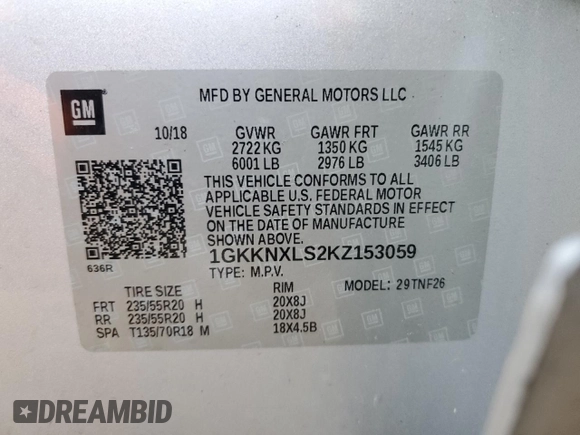 GM
MFD BY GENERAL MOTORS LLC
10/18 GVWR GAWR FRT GAWR RR
2722 KG 1350 KG 1545 KG
6001 LB 2976 LB 3406 LB
THIS VEHICLE CONFORMS TO ALL
APPLICABLE U.S. FEDERAL MOTOR
VEHICLE SAFETY STANDARDS IN EFFECT
ON THE DATE OF MANUFACTURE
SHOWN ABOVE.
636R
1GKKNXLS2KZ153059
TYPE: M.P.V.
TIRE SIZE RIM MODEL: 29TNF26
FRT 235/55R20 H 20X8J
RR 235/55R20 H 20X8J
SPA T135/70R18 M 18X4.5B
DREAMBID